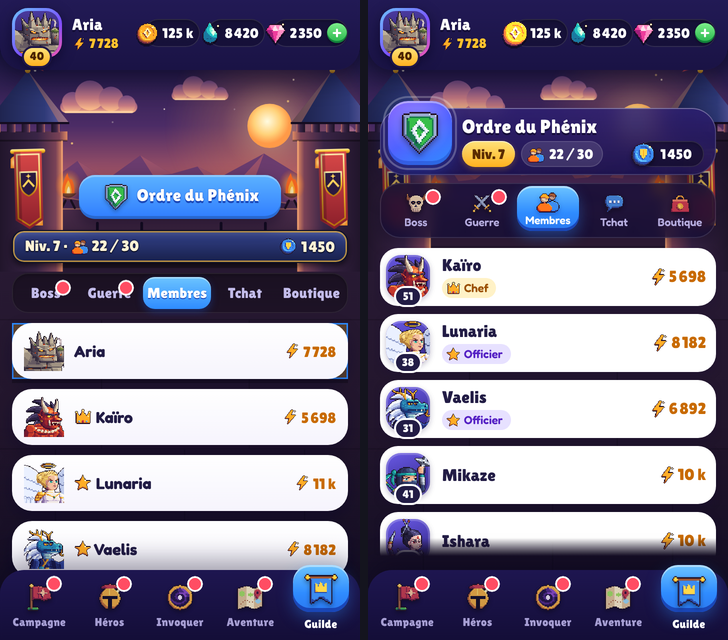 Aria
7728
125 k
8420
2350
+
40
Ordre du Phénix
Niv. 7 · 22 / 30
1450
Boss
Guerre
Membres
Tchat
Boutique
Aria
7728
Kaïro
5698
Lunaria
11 k
Vaelis
8182
Campagne
Héros
Invoquer
Aventure
Guilde
Aria
7728
125 k
8420
2350
+
40
Ordre du Phénix
Niv. 7
22 / 30
1450
Boss
Guerre
Membres
Tchat
Boutique
Kaïro
5698
Chef
51
Lunaria
8182
Officier
38
Vaelis
6892
Officier
31
Mikaze
10 k
41
Ishara
10 k
Campagne
Héros
Invoquer
Aventure
Guilde